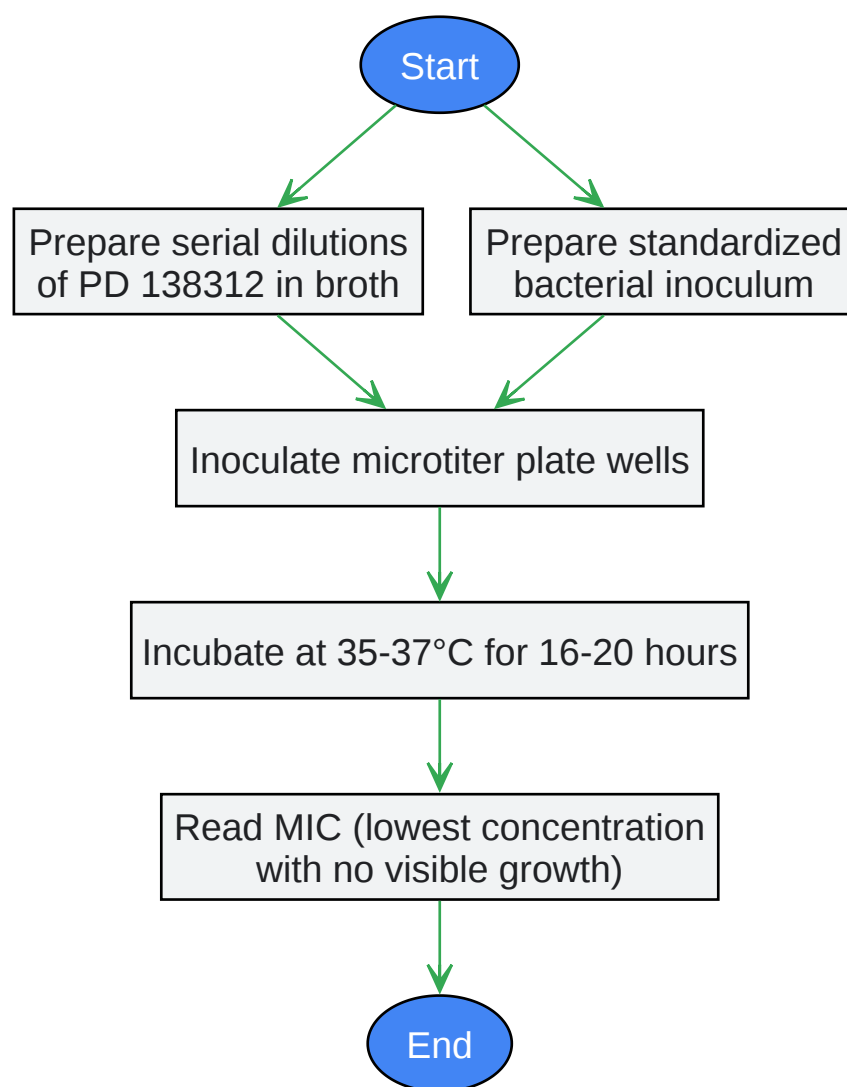 Start
Prepare serial dilutions
of PD 138312 in broth
Prepare standardized
bacterial inoculum
Inoculate microtiter plate wells
Incubate at 35-37°C for 16-20 hours
Read MIC (lowest concentration
with no visible growth)
End